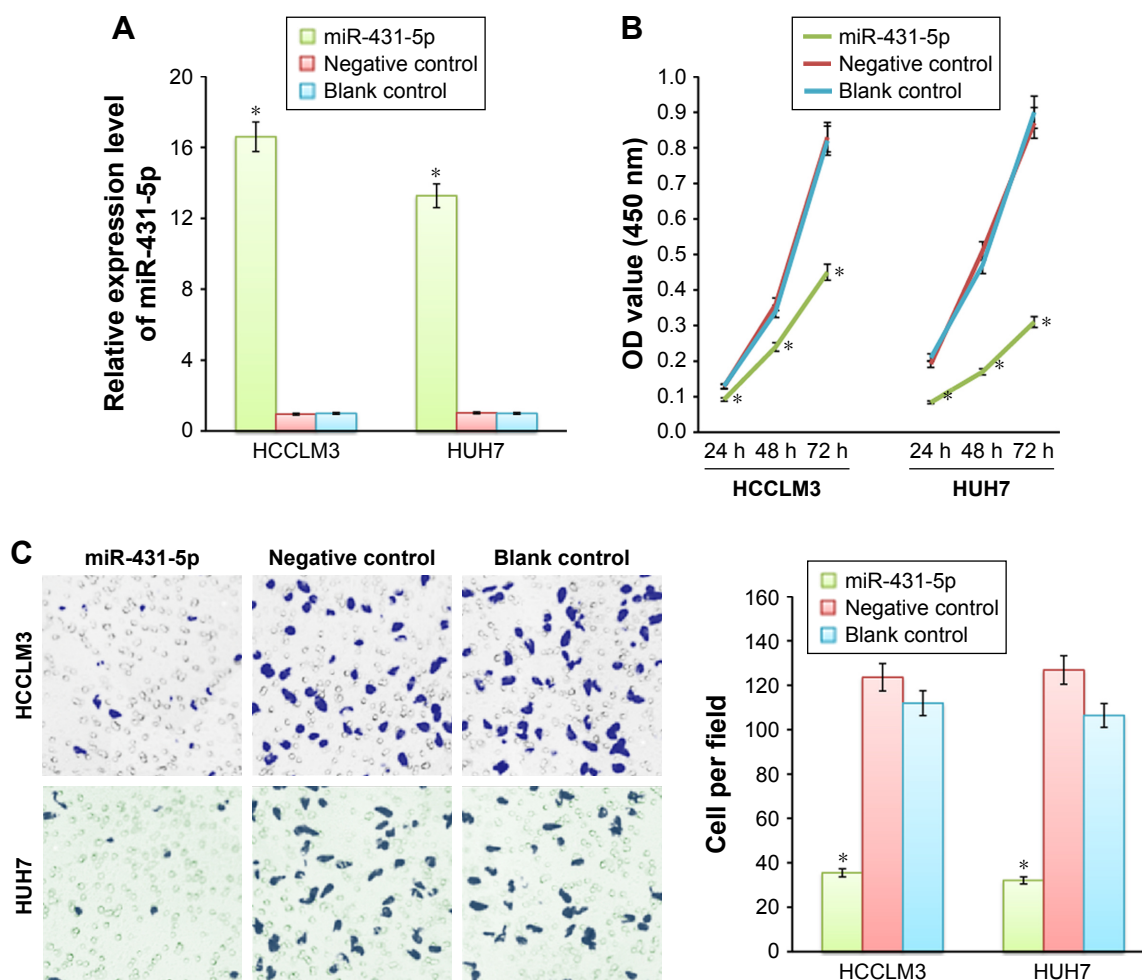 A
miR-431-5p
Negative control
Blank control
Relative expression level
of miR-431-5p
20
16
12
8
4
0
*
*
HCCLM3
HUH7
B
miR-431-5p
Negative control
Blank control
OD value (450 nm)
1.0
0.9
0.8
0.7
0.6
0.5
0.4
0.3
0.2
0.1
0.0
*
*
*
*
*
*
24 h 48 h 72 h
24 h 48 h 72 h
HCCLM3
HUH7
C
miR-431-5p
Negative control
Blank control
HCCLM3
HUH7
miR-431-5p
Negative control
Blank control
Cell per field
160
140
120
100
80
60
40
20
0
*
*
HCCLM3
HUH7